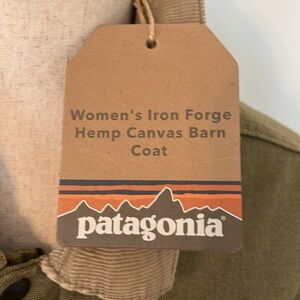 Women's Iron Forge
Hemp Canvas Barn
Coat
patagonia®